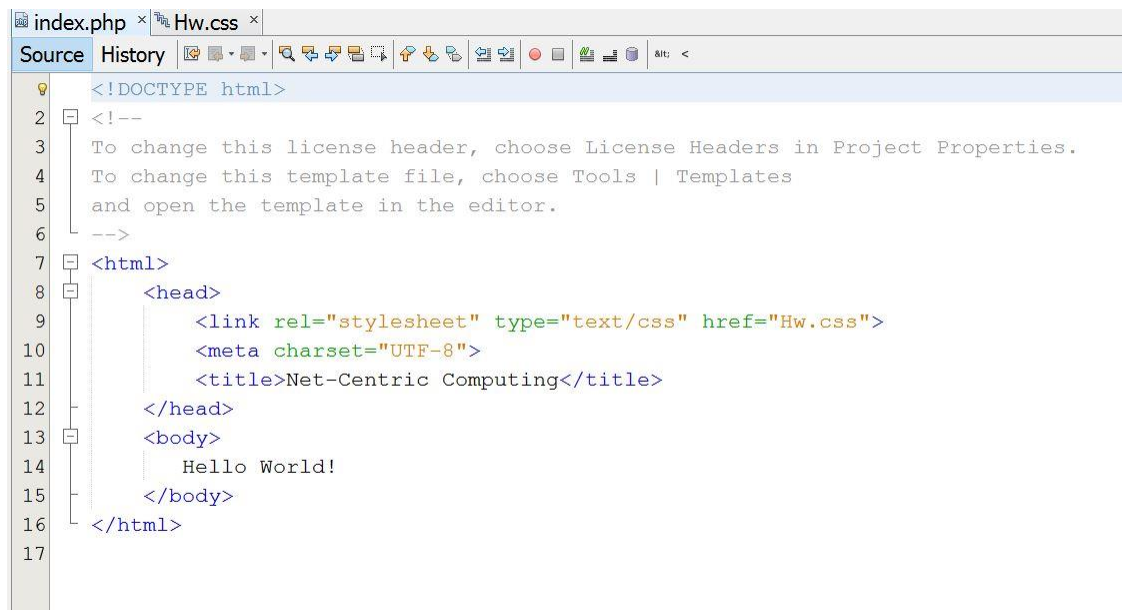 index.php × Hw.css ×
Source History &lt; <
<!DOCTYPE html>
2 <!--
3 To change this license header, choose License Headers in Project Properties.
4 To change this template file, choose Tools | Templates
5 and open the template in the editor.
6 -->
7 <html>
8 <head>
9 <link rel="stylesheet" type="text/css" href="Hw.css">
10 <meta charset="UTF-8">
11 <title>Net-Centric Computing</title>
12 </head>
13 <body>
14 Hello World!
15 </body>
16 </html>
17